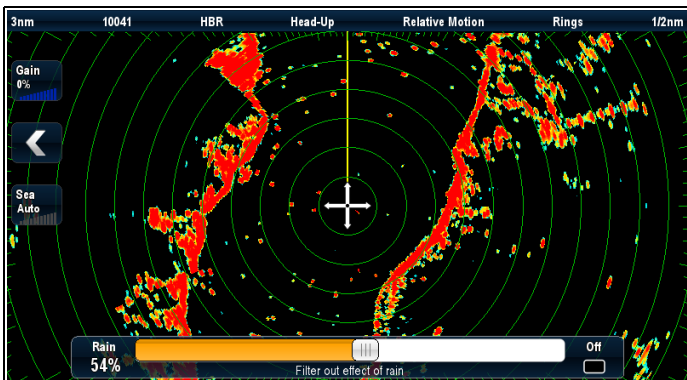 3nm 10041 HBR Head-Up Relative Motion Rings 1/2nm
Gain
0%
Sea
Auto
Rain Off
54%
Filter out effect of rain